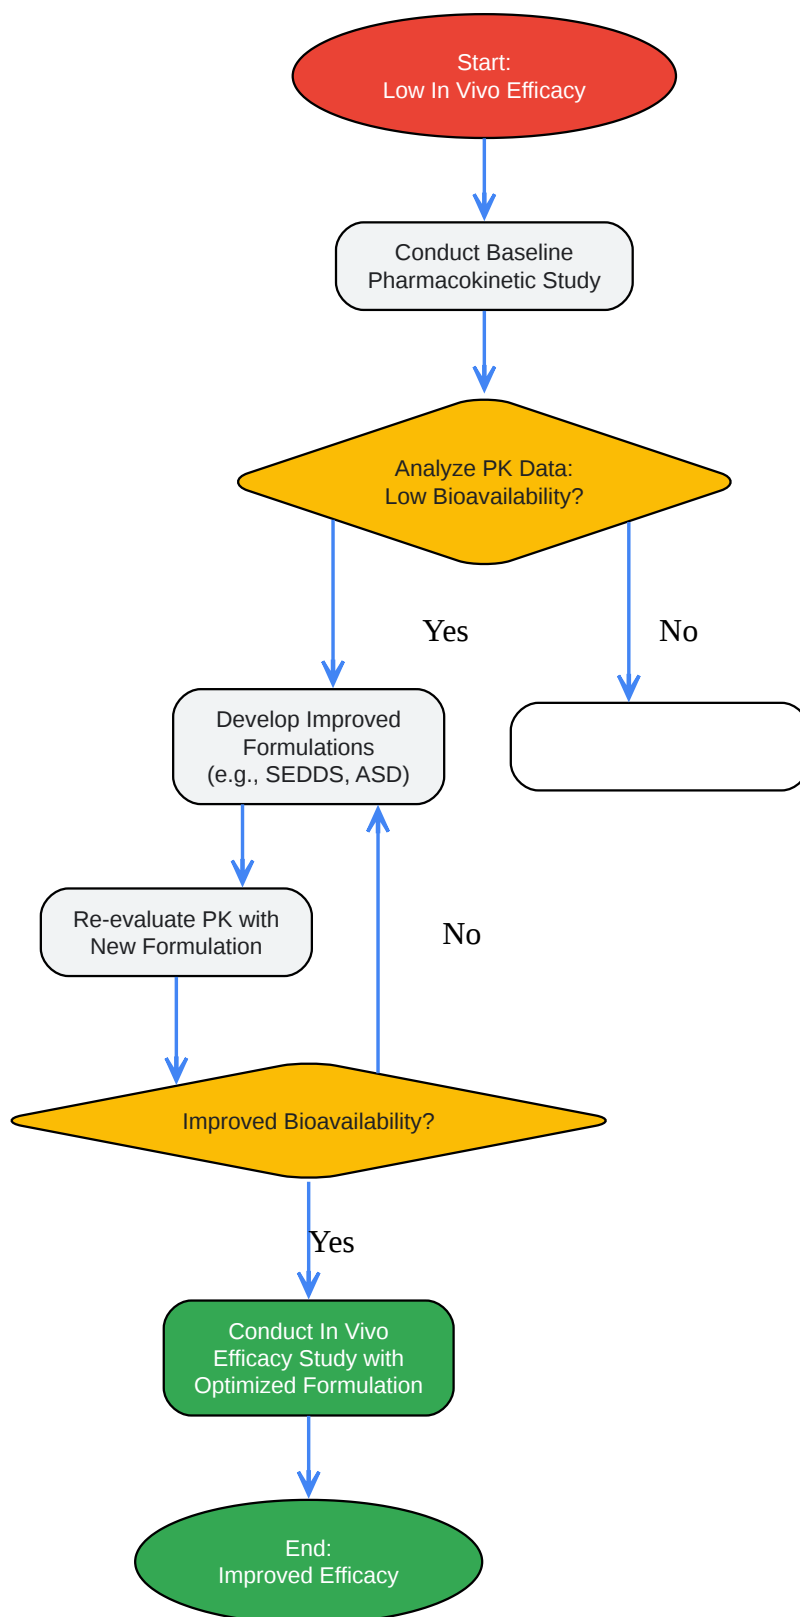 Start:
Low In Vivo Efficacy
Conduct Baseline
Pharmacokinetic Study
Analyze PK Data:
Low Bioavailability?
Yes
No
Develop Improved
Formulations
(e.g., SEDDS, ASD)
Re-evaluate PK with
New Formulation
No
Improved Bioavailability?
Yes
Conduct In Vivo
Efficacy Study with
Optimized Formulation
End:
Improved Efficacy